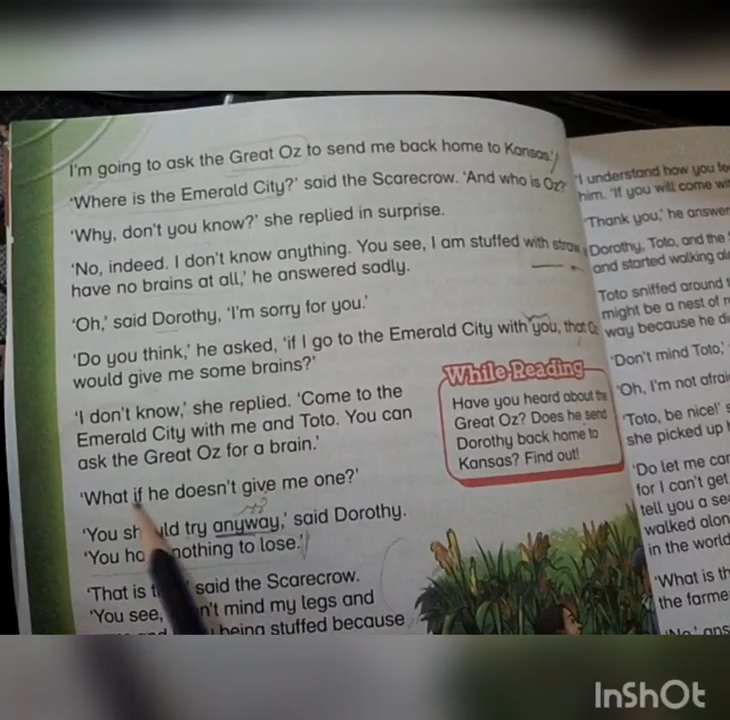 I'm going to ask the Great Oz to send me back home to Kansas.'
'Where is the Emerald City?' said the Scarecrow. 'And who is Oz?'
'Why, don't you know?' she replied in surprise.
'No, indeed. I don't know anything. You see, I am stuffed with straw,
have no brains at all,' he answered sadly.
'Oh,' said Dorothy, 'I'm sorry for you.'
'Do you think,' he asked, 'if I go to the Emerald City with you, that Oz
would give me some brains?'
'I don't know,' she replied. 'Come to the
Emerald City with me and Toto. You can
ask the Great Oz for a brain.'
'What if he doesn't give me one?'
'You should try anyway,' said Dorothy.
'You have nothing to lose.'
'That is said the Scarecrow.
'You see, don't mind my legs and
being stuffed because
While Reading
Have you heard about the
Great Oz? Does he send
Dorothy back home to
Kansas? Find out!
'I understand how you
him. 'If you will come
'Thank you,' he
Dorothy, Toto, and the
and started walking
Toto sniffed around
might be a nest of
way because he
'Don't mind Toto,'
'Oh, I'm not
'Toto, be nice!'
she picked up
'Do let me
for I can't get
tell you a
walked
in the world
'What is
the
InShOt